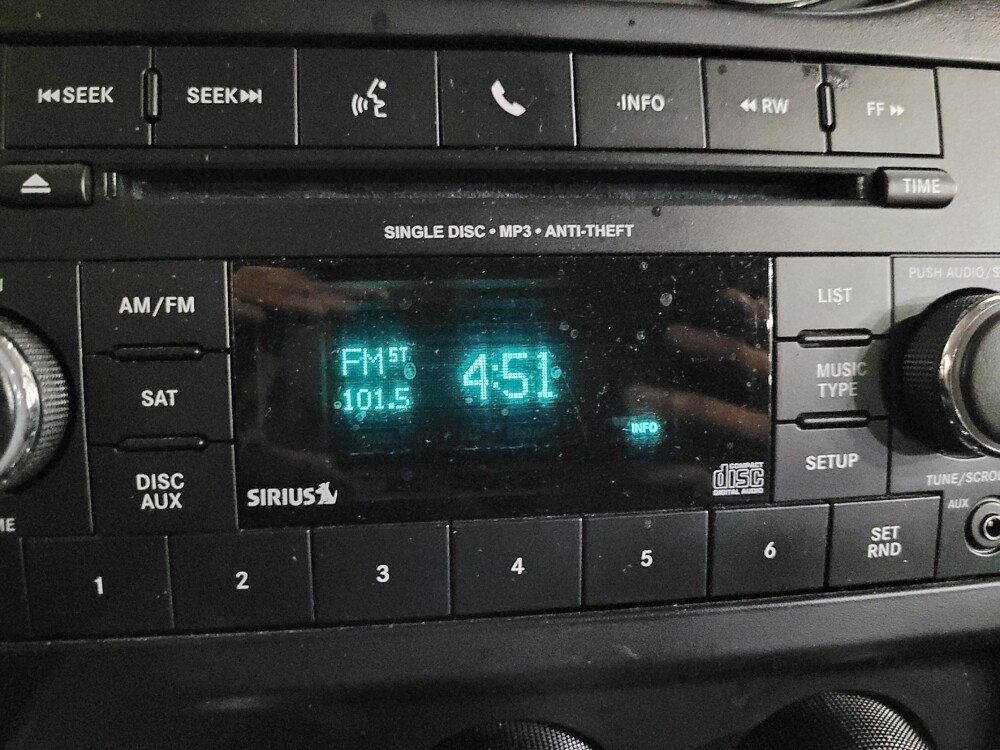 SEEK
SEEK
INFO
RW
FF
TIME
SINGLE DISC • MP3 • ANTI-THEFT
AM/FM
SAT
DISC
AUX
FM ST
101.5
4:51
INFO
SIRIUS
COMPACT
disc
DIGITAL AUDIO
LIST
MUSIC
TYPE
SETUP
PUSH AUDIO/S
TUNE/SCRO
AUX
1
2
3
4
5
6
SET
RND